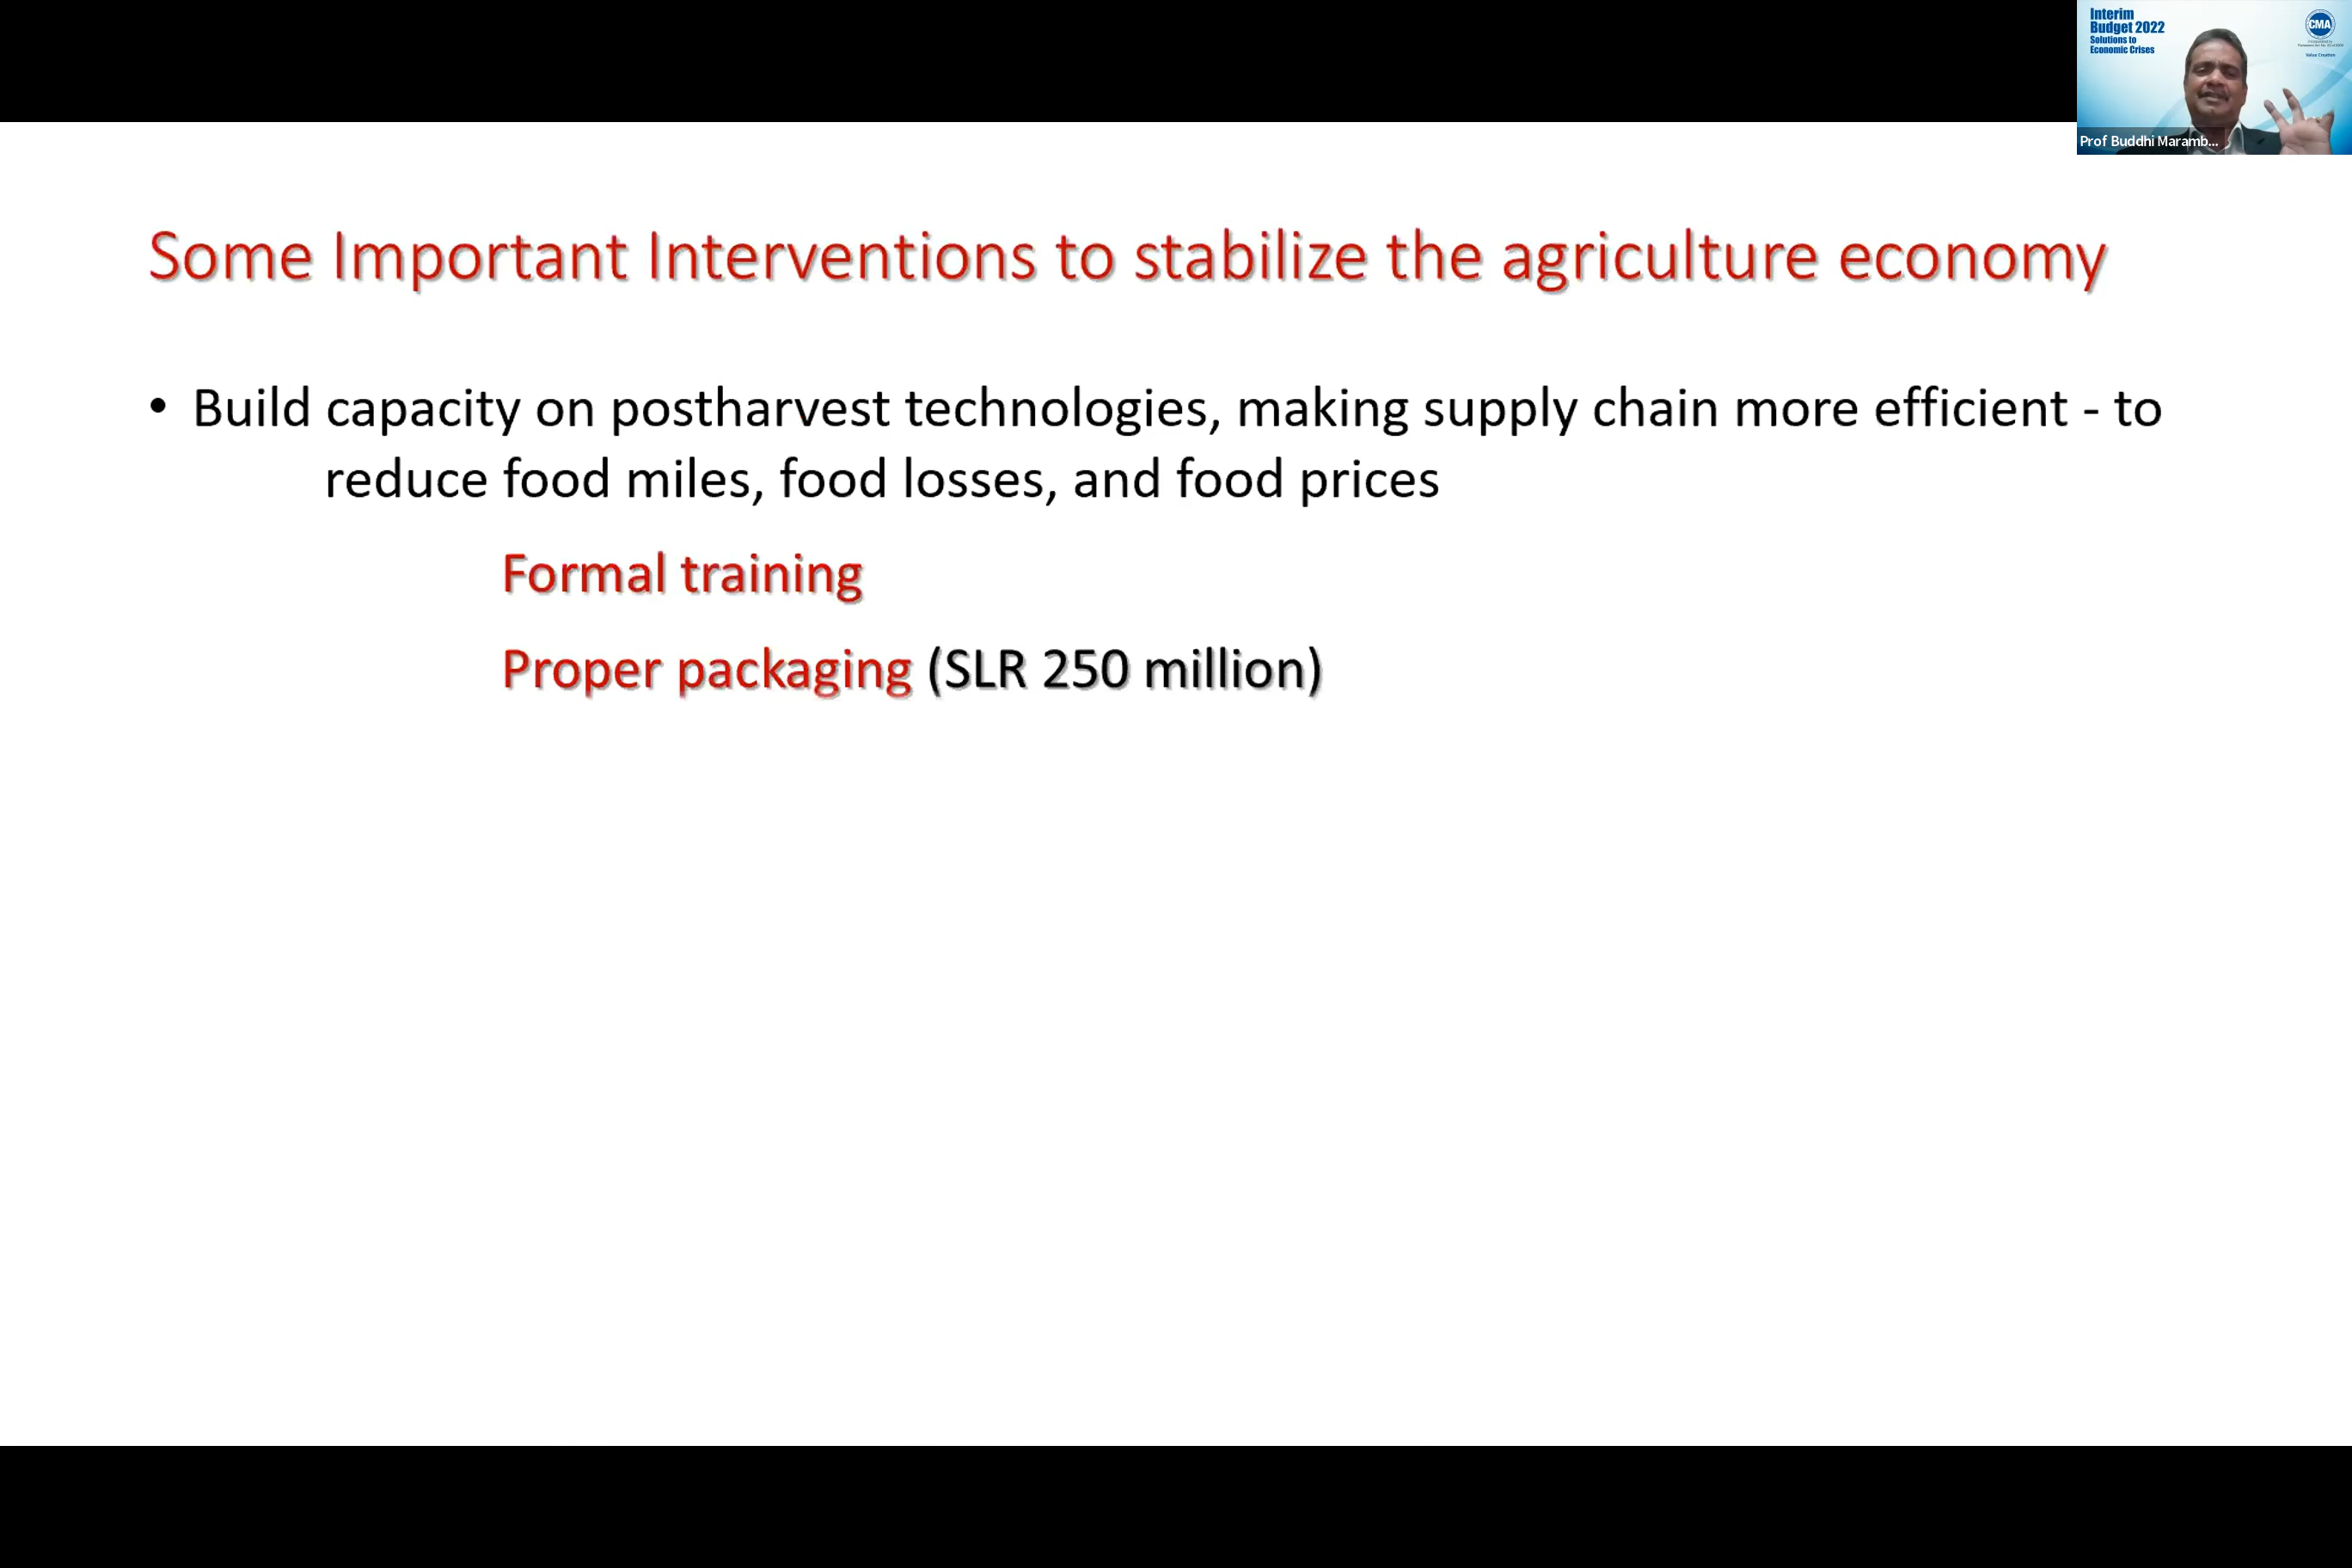 Interim
Budget 2022
Solutions to
Economic Crises
CMA
Value Creation
Prof Buddhi Maramb...
Some Important Interventions to stabilize the agriculture economy
• Build capacity on postharvest technologies, making supply chain more efficient - to
reduce food miles, food losses, and food prices
Formal training
Proper packaging (SLR 250 million)